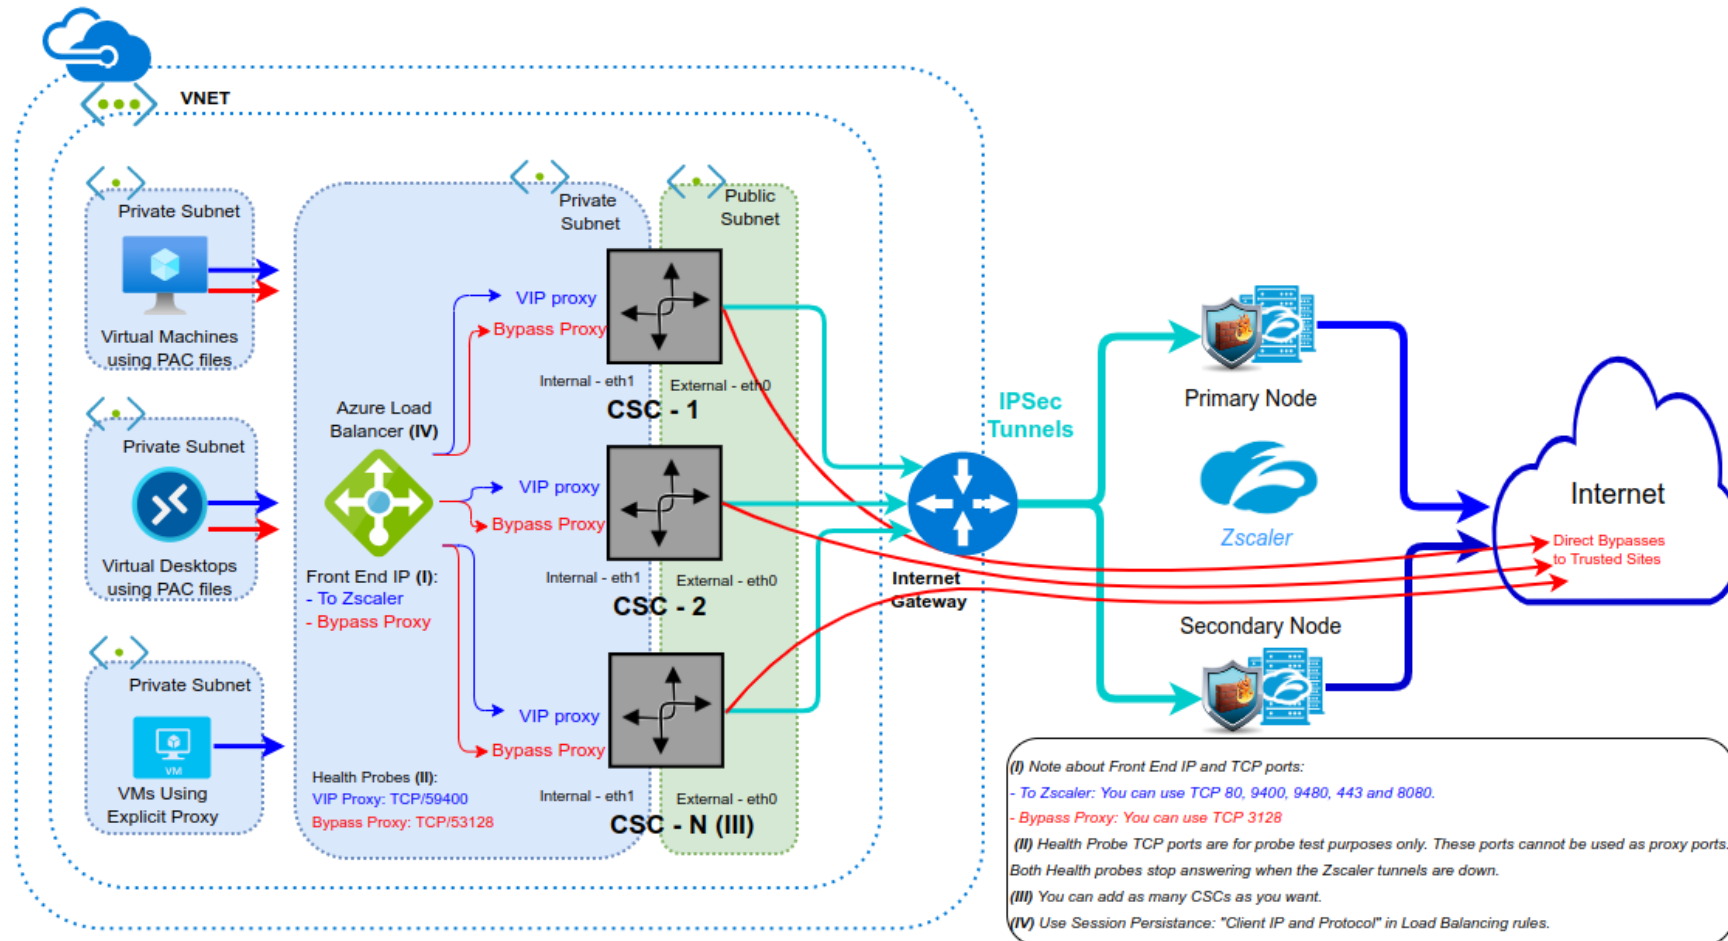 VNET
Private Subnet
Virtual Machines
using PAC files
Private Subnet
Virtual Desktops
using PAC files
Private Subnet
VM
VMs Using
Explicit Proxy
Private
Subnet
Public
Subnet
VIP proxy
Bypass Proxy
Internal - eth1
External - eth0
CSC - 1
Azure Load
Balancer (IV)
VIP proxy
Bypass Proxy
Internal - eth1
External - eth0
CSC - 2
Front End IP (I):
- To Zscaler
- Bypass Proxy
VIP proxy
Bypass Proxy
Health Probes (II):
VIP Proxy: TCP/59400
Bypass Proxy: TCP/53128
Internal - eth1
External - eth0
CSC - N (III)
Internet
Gateway
IPSec
Tunnels
Primary Node
Zscaler
Secondary Node
Internet
Direct Bypasses
to Trusted Sites
(I) Note about Front End IP and TCP ports:
- To Zscaler: You can use TCP 80, 9400, 9480, 443 and 8080.
- Bypass Proxy: You can use TCP 3128
(II) Health Probe TCP ports are for probe test purposes only. These ports cannot be used as proxy ports.
Both Health probes stop answering when the Zscaler tunnels are down.
(III) You can add as many CSCs as you want.
(IV) Use Session Persistance: "Client IP and Protocol" in Load Balancing rules.